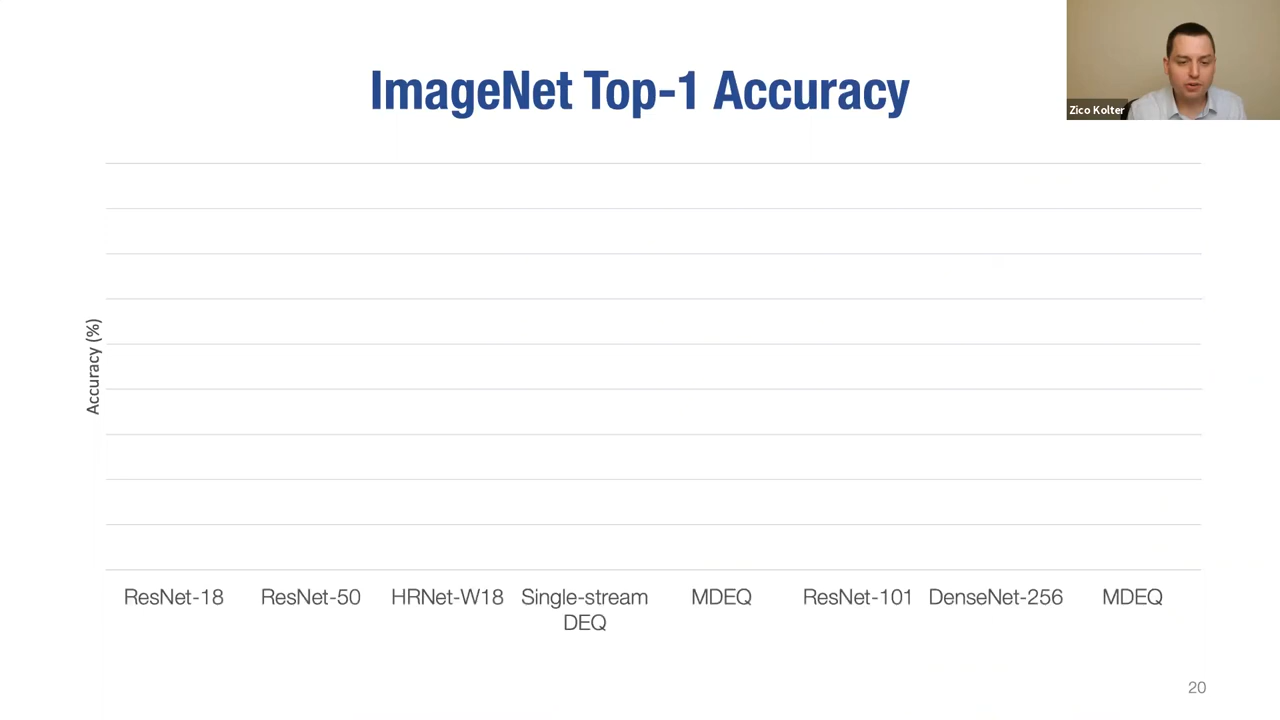 ImageNet Top-1 Accuracy
Zico Kolter
Accuracy (%)
ResNet-18 ResNet-50 HRNet-W18 Single-stream DEQ MDEQ ResNet-101 DenseNet-256 MDEQ
20